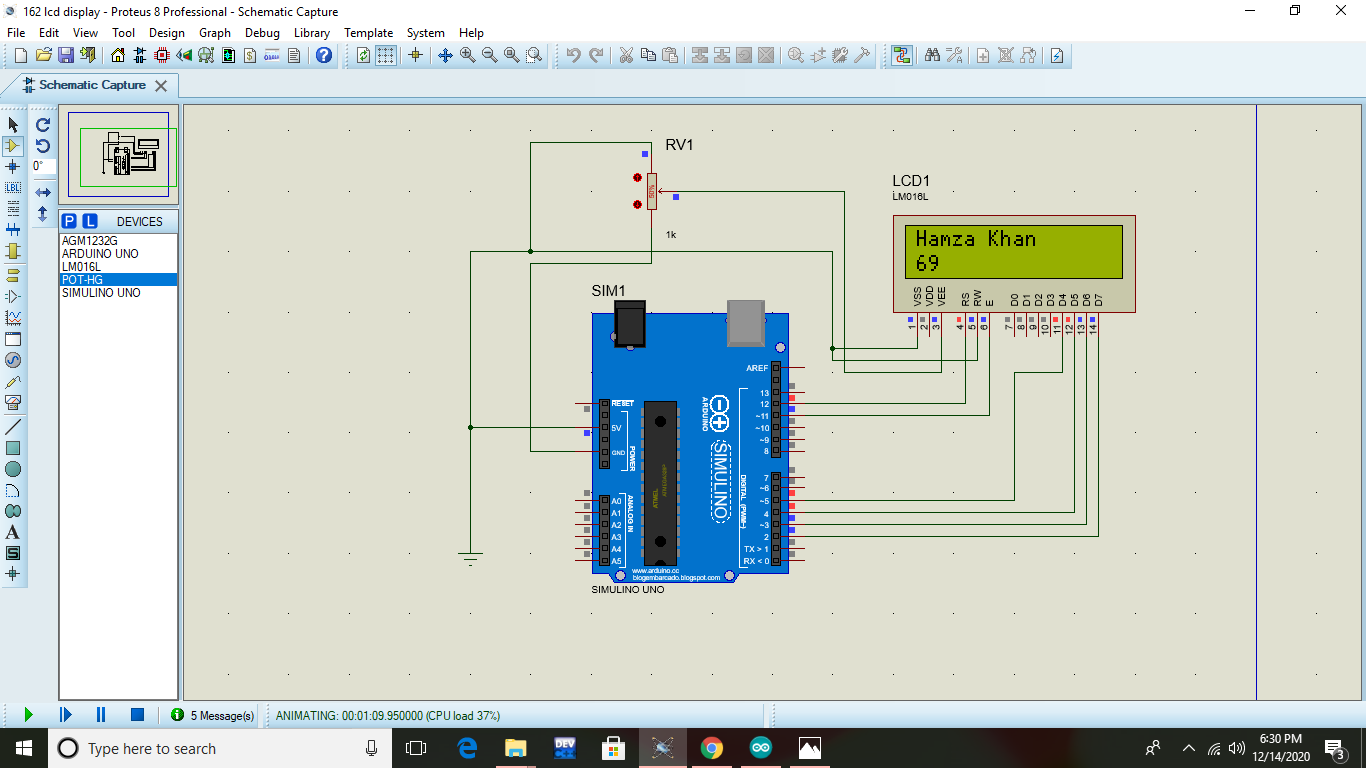 162 lcd display - Proteus 8 Professional - Schematic Capture
File Edit View Tool Design Graph Debug Library Template System Help
Schematic Capture
0°
LBL
A
S
P L DEVICES
AGM1232G
ARDUINO UNO
LM016L
POT-HG
SIMULINO UNO
RV1
50%
1k
LCD1
LM016L
Hamza Khan
69
VSS VDD VEE RS RW E D0 D1 D2 D3 D4 D5 D6 D7
1 2 3 4 5 6 7 8 9 10 11 12 13 14
SIM1
AREF
13
RESET
12
~11
5V
~10
~9
GND
8
POWER
ARDUINO
SIMULINO
ATMEL
7
~6
A0
~5
A1
4
A2
~3
A3
2
A4
TX > 1
A5
RX < 0
ANALOG IN
DIGITAL (PWM~)
www.arduino.cc
blogembarcado.blogspot.com
SIMULINO UNO
5 Message(s)
ANIMATING: 00:01:09.950000 (CPU load 37%)
Type here to search
DEV
6:30 PM
12/14/2020
3